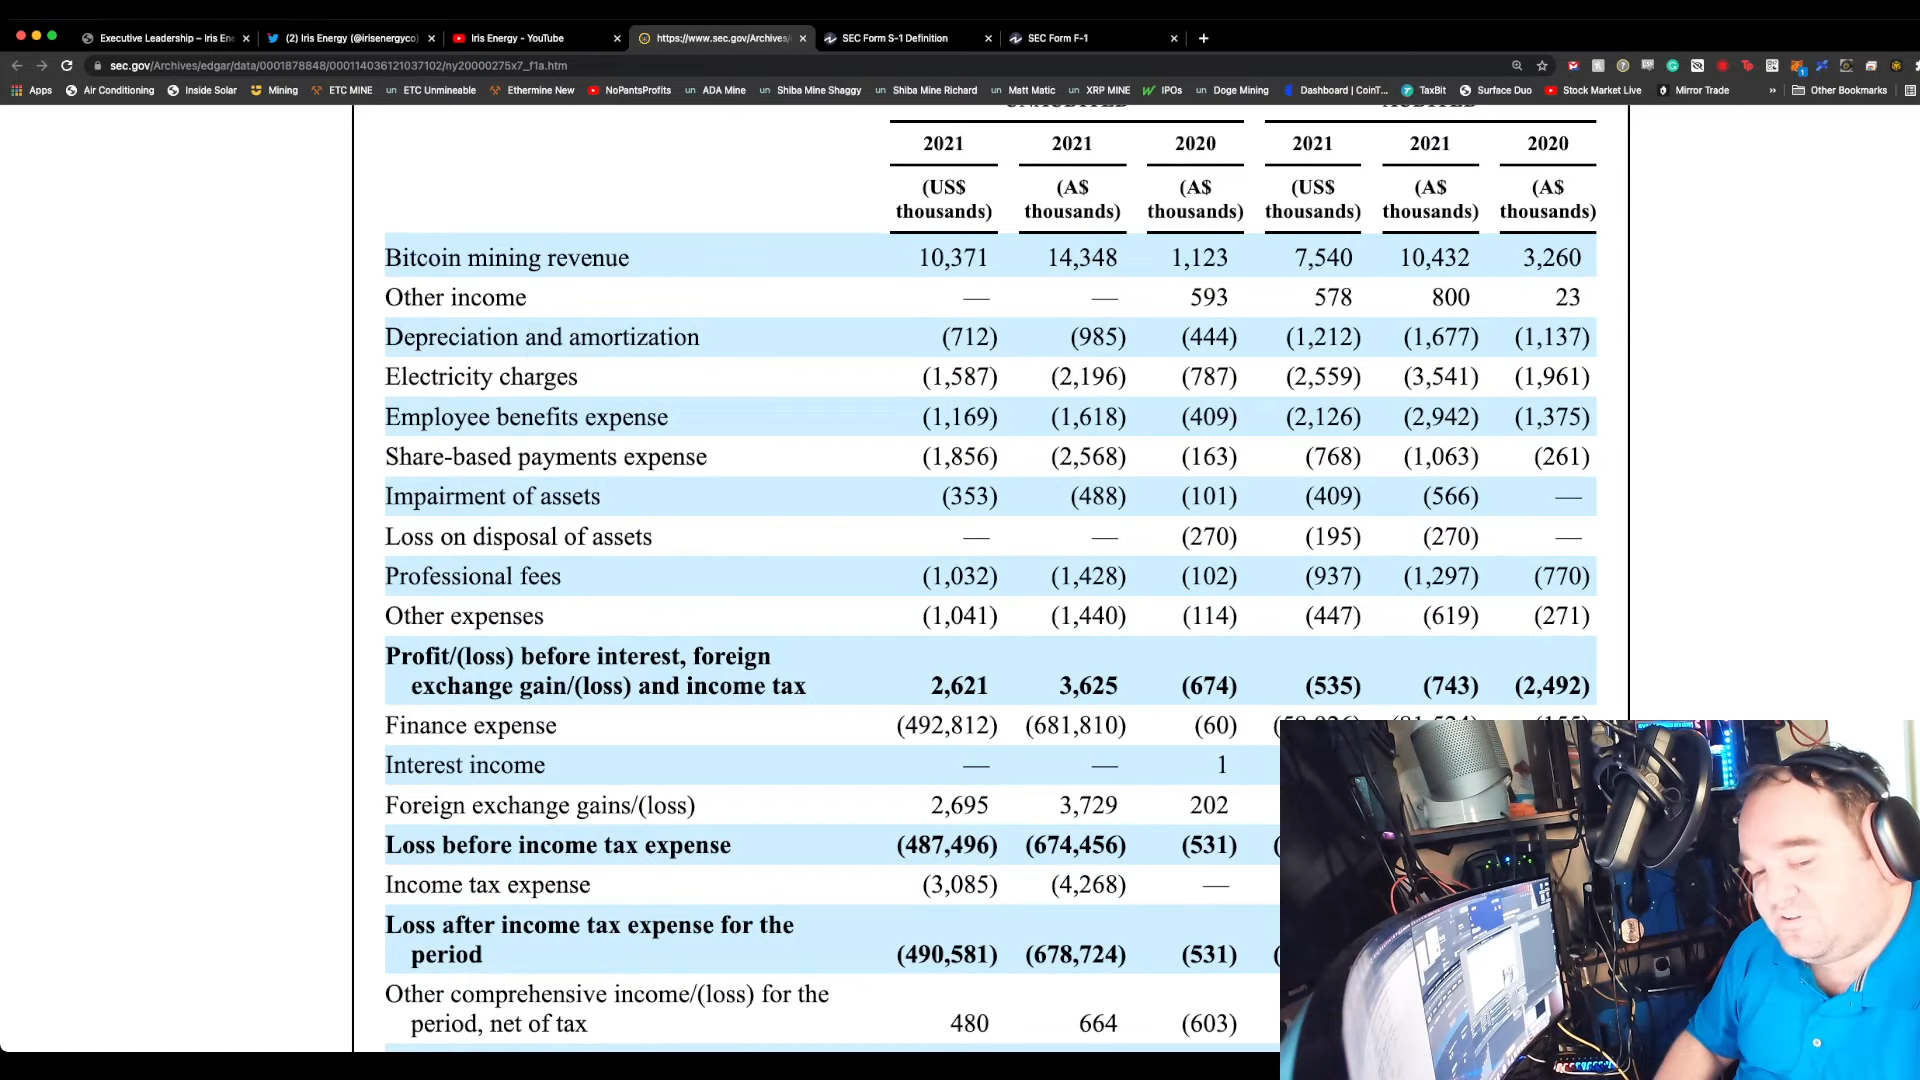 Executive Leadership – Iris En
(2) Iris Energy (@irisenergyco)
Iris Energy - YouTube
https://www.sec.gov/Archives/
SEC Form S-1 Definition
SEC Form F-1
sec.gov/Archives/edgar/data/0001878848/000114036121037102/ny20000275x7_f1a.htm
Apps Air Conditioning Inside Solar Mining ETC MINE ETC Unmineable Ethermine New NoPantsProfits ADA Mine Shiba Mine Shaggy Shiba Mine Richard Matt Matic XRP MINE IPOs Doge Mining Dashboard | CoinT... TaxBit Surface Duo Stock Market Live Mirror Trade » Other Bookmarks
2021 2021 2020 2021 2021 2020
(US$ (A$ (A$ (US$ (A$ (A$
thousands) thousands) thousands) thousands) thousands) thousands)
Bitcoin mining revenue 10,371 14,348 1,123 7,540 10,432 3,260
Other income — — 593 578 800 23
Depreciation and amortization (712) (985) (444) (1,212) (1,677) (1,137)
Electricity charges (1,587) (2,196) (787) (2,559) (3,541) (1,961)
Employee benefits expense (1,169) (1,618) (409) (2,126) (2,942) (1,375)
Share-based payments expense (1,856) (2,568) (163) (768) (1,063) (261)
Impairment of assets (353) (488) (101) (409) (566) —
Loss on disposal of assets — — (270) (195) (270) —
Professional fees (1,032) (1,428) (102) (937) (1,297) (770)
Other expenses (1,041) (1,440) (114) (447) (619) (271)
Profit/(loss) before interest, foreign
exchange gain/(loss) and income tax 2,621 3,625 (674) (535) (743) (2,492)
Finance expense (492,812) (681,810) (60)
Interest income — — 1
Foreign exchange gains/(loss) 2,695 3,729 202
Loss before income tax expense (487,496) (674,456) (531)
Income tax expense (3,085) (4,268) —
Loss after income tax expense for the
period (490,581) (678,724) (531)
Other comprehensive income/(loss) for the
period, net of tax 480 664 (603)